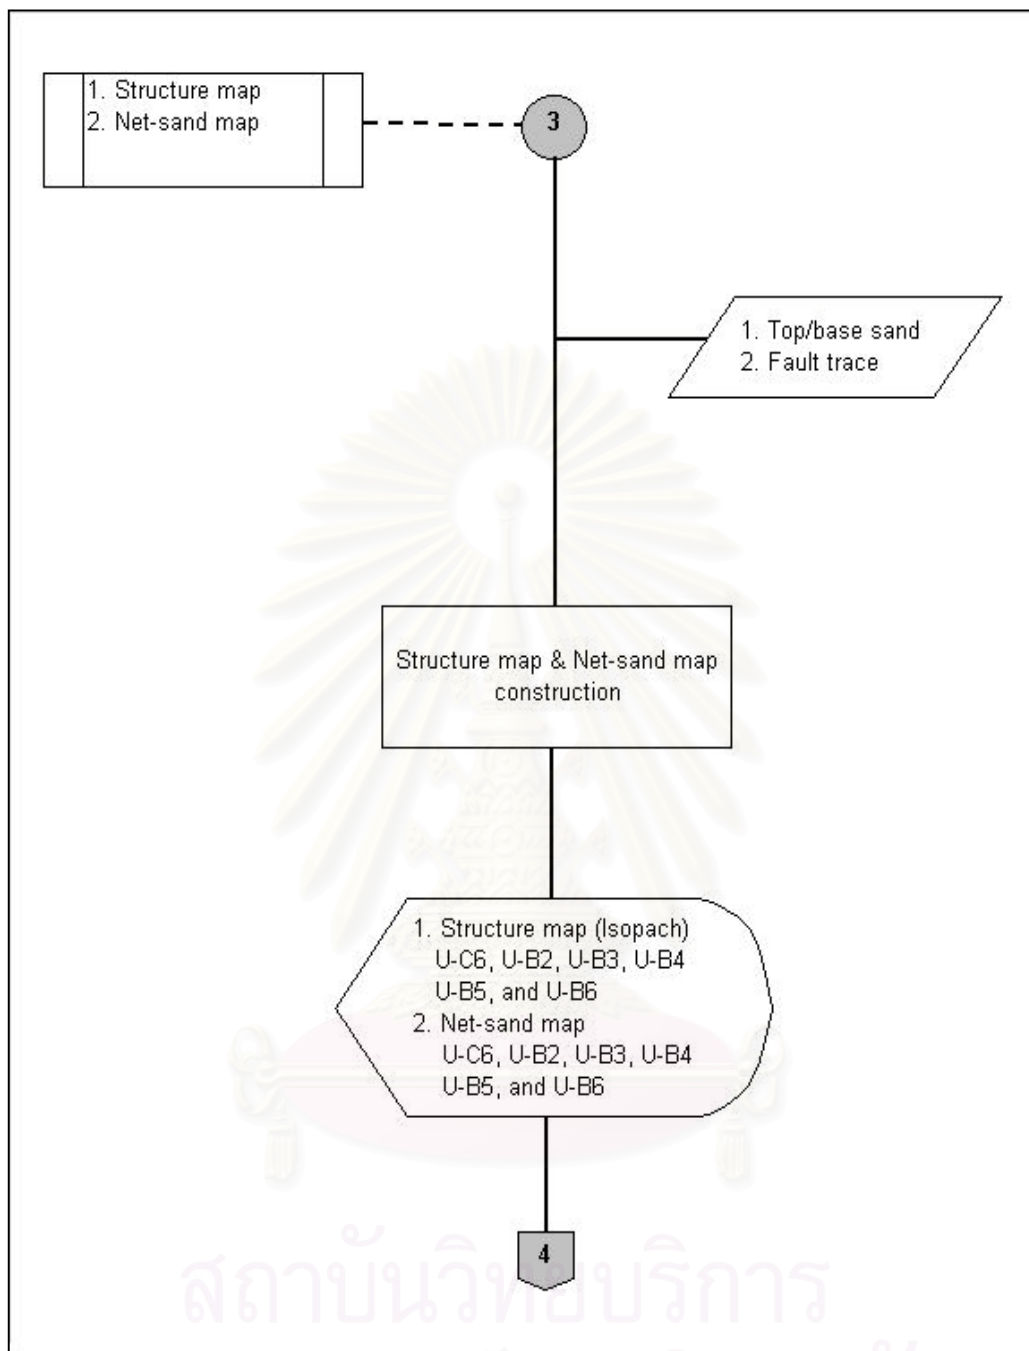 1. Structure map
2. Net-sand map
3
1. Top/base sand
2. Fault trace
Structure map & Net-sand map
construction
1. Structure map (Isopach)
U-C6, U-B2, U-B3, U-B4
U-B5, and U-B6
2. Net-sand map
U-C6, U-B2, U-B3, U-B4
U-B5, and U-B6
4
สถาบันวิทยบริการ